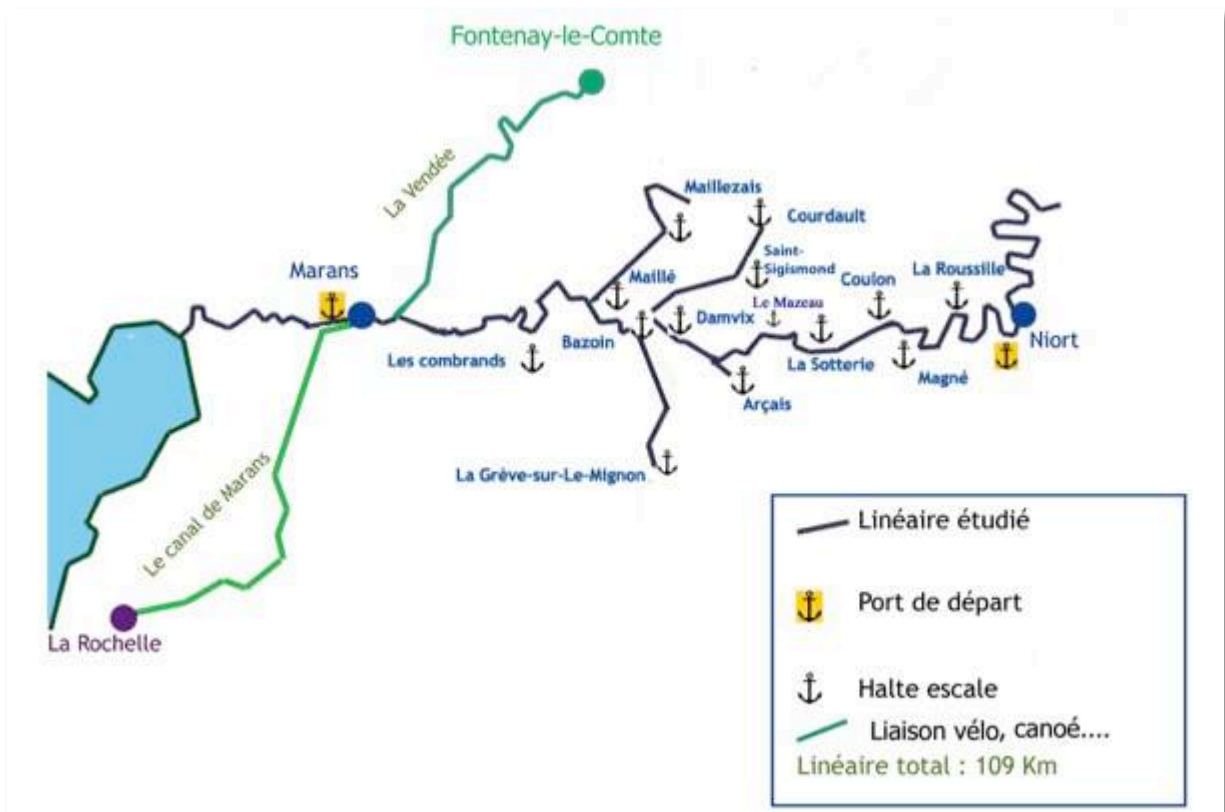 Fontenay-le-Comte
La Vendée
Maillezais
Courdault
Saint-
Sigismond
Marans
Maillé
Coulon
La Roussille
Le Mazeau
Damvix
Bazoin
Les combrands
La Sotterie
Niort
Magné
Arçais
La Grève-sur-Le-Mignon
Le canal de Marans
La Rochelle
Linéaire étudié
Port de départ
Halte escale
Liaison vélo, canoé....
Linéaire total : 109 Km